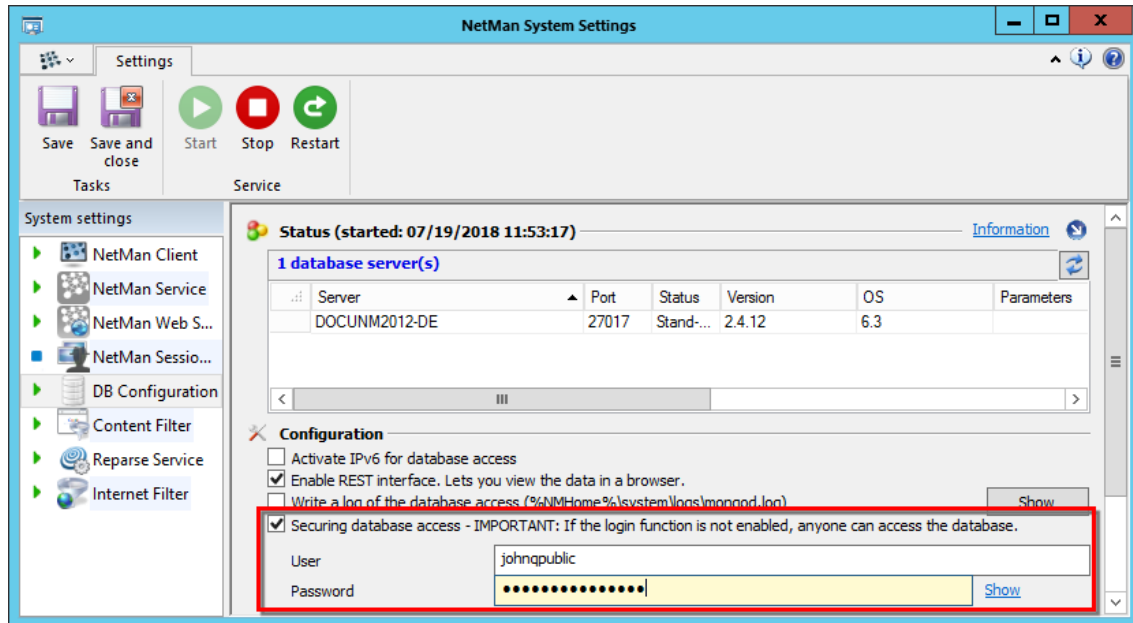 NetMan System Settings
Settings
Save Save and close Start Stop Restart
Tasks Service
System settings
NetMan Client
NetMan Service
NetMan Web S...
NetMan Sessio...
DB Configuration
Content Filter
Reparse Service
Internet Filter
Status (started: 07/19/2018 11:53:17) Information
1 database server(s)
Server Port Status Version OS Parameters
DOCUNM2012-DE 27017 Stand-... 2.4.12 6.3
Configuration
Activate IPv6 for database access
Enable REST interface. Lets you view the data in a browser.
Write a log of the database access (%NMHome%\system\logs\mongod.log) Show
Securing database access - IMPORTANT: If the login function is not enabled, anyone can access the database.
User johnqpublic
Password ●●●●●●●●●●●●●●● Show